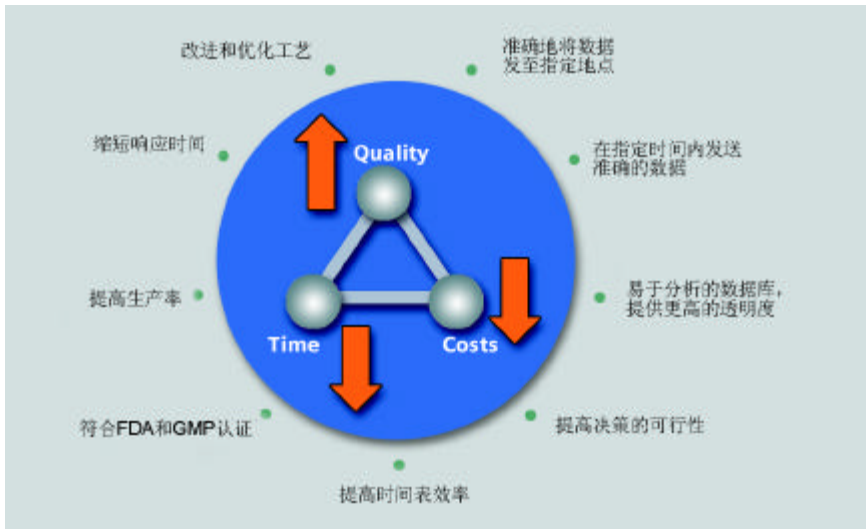 改进和优化工艺
准确地将数据
发至指定地点
缩短响应时间
Quality
在指定时间内发送
准确的数据
提高生产率
易于分析的数据库，
提供更高的透明度
Time
Costs
符合FDA和GMP认证
提高决策的可行性
提高时间表效率